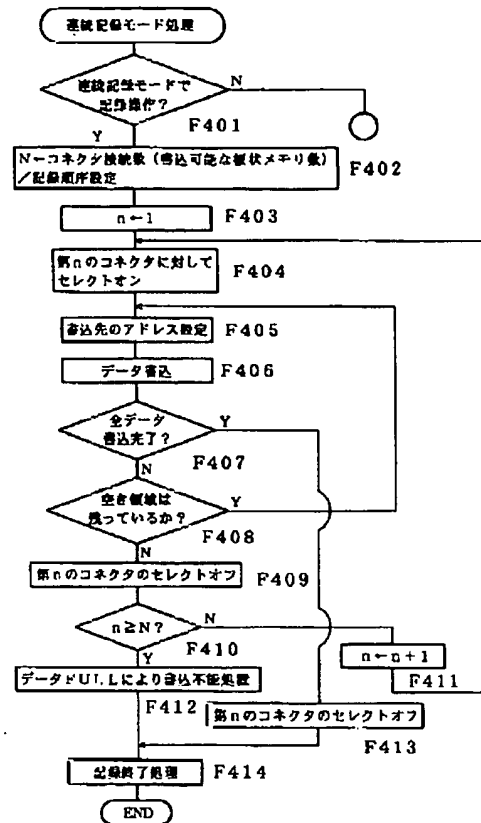 連続記録モード処理
連続記録モードで
記録操作?
N
F401
Y
F402
N←コネクタ接続数(書込可能な板状メモリ数)
/記録順序設定
n←1
F403
第nのコネクタに対して
セレクトオン
F404
書込先のアドレス設定
F405
データ書込
F406
全データ
書込完了?
Y
F407
N
空き領域は
残っているか?
Y
F408
N
F409
第nのコネクタのセレクトオフ
n≧N?
N
F410
Y
n←n+1
F411
データFULLにより書込不能処置
F412
第nのコネクタのセレクトオフ
F413
記録終了処理
F414
END